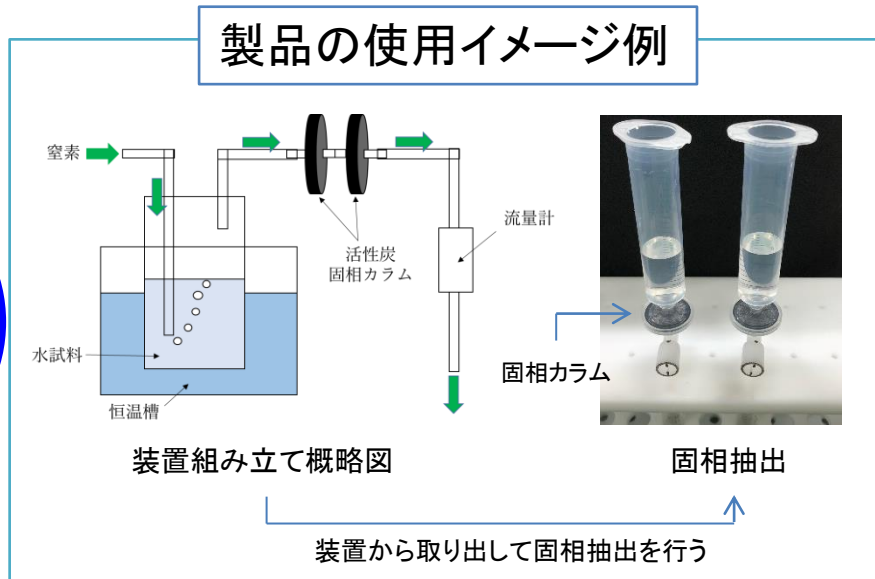 製品の使用イメージ例
窒素
活性炭
固相カラム
流量計
水試料
恒温槽
固相カラム
装置組み立て概略図
固相抽出
装置から取り出して固相抽出を行う